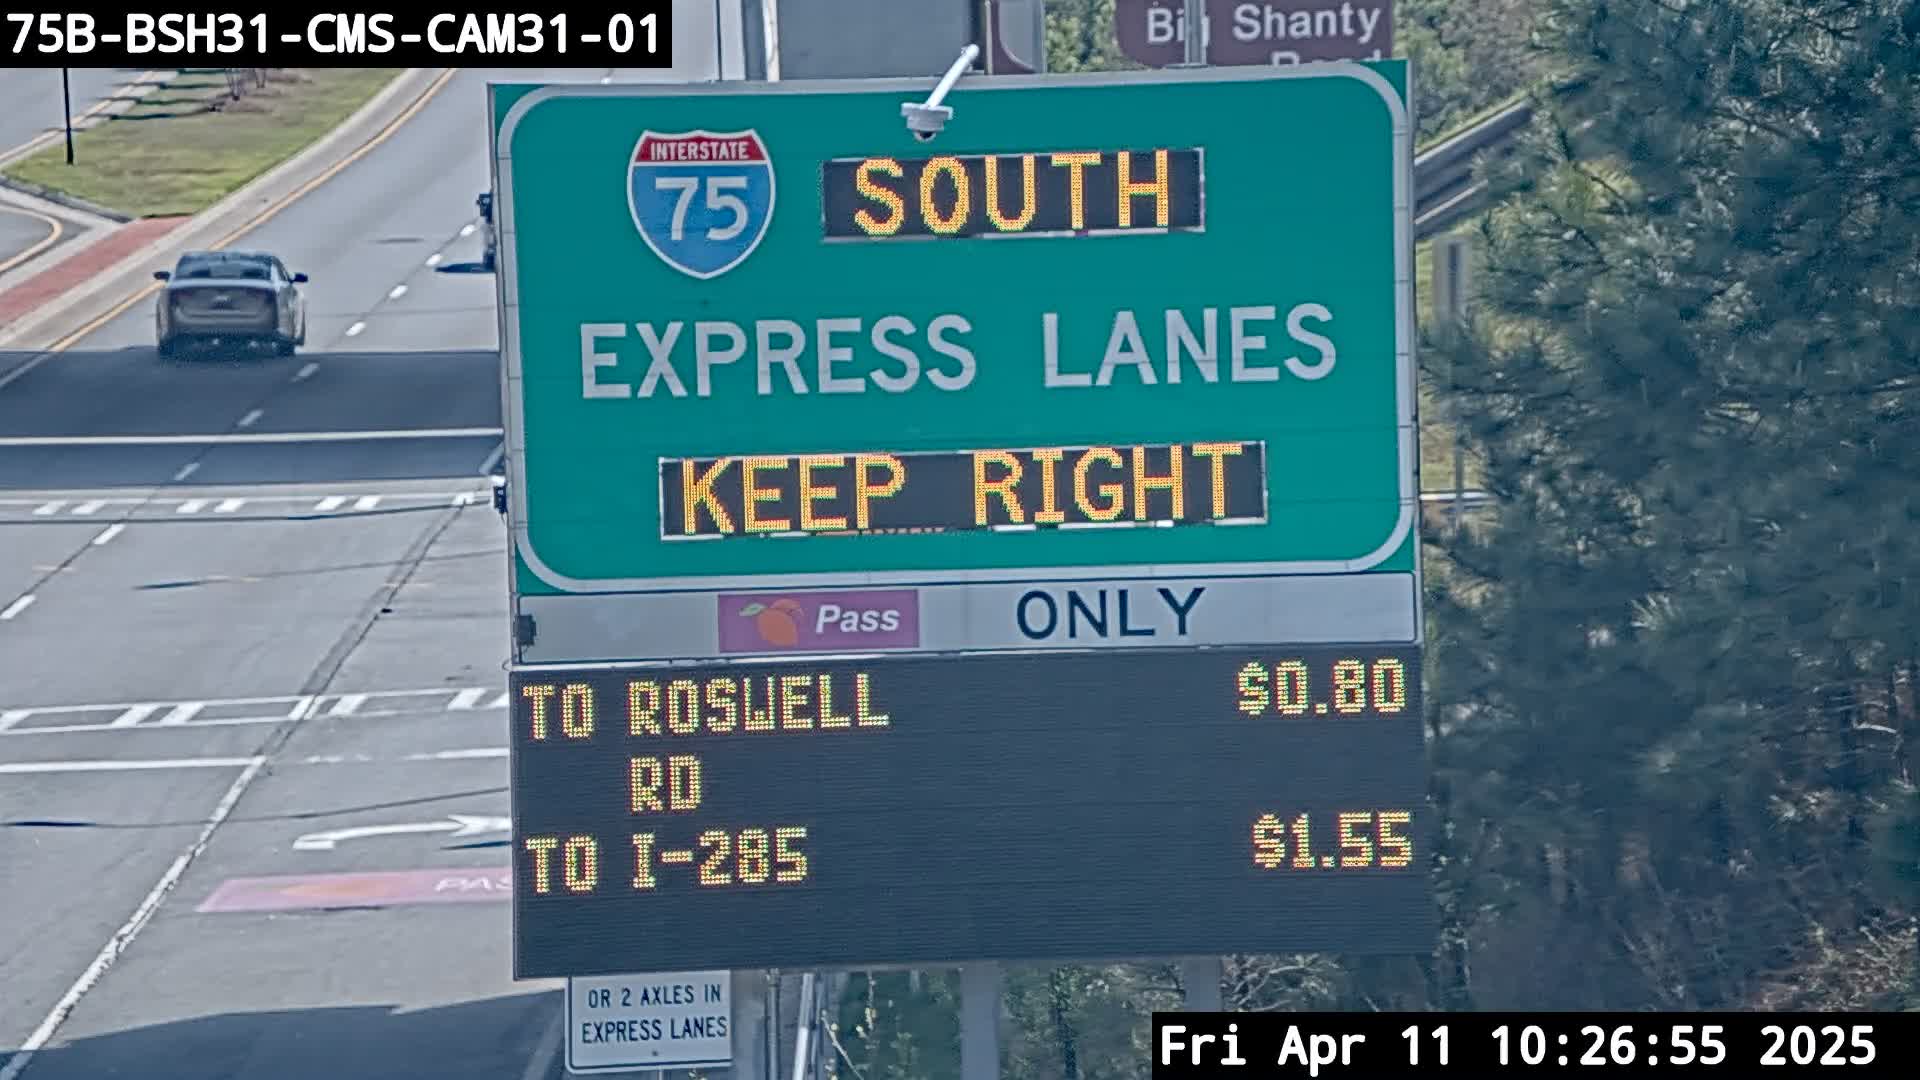 75B-BSH31-CMS-CAM31-01
Big Shanty
Road
INTERSTATE
75
SOUTH
EXPRESS LANES
KEEP RIGHT
Pass
ONLY
TO ROSWELL $0.80
RD
TO I-285 $1.55
OR 2 AXLES IN
EXPRESS LANES
Fri Apr 11 10:26:55 2025